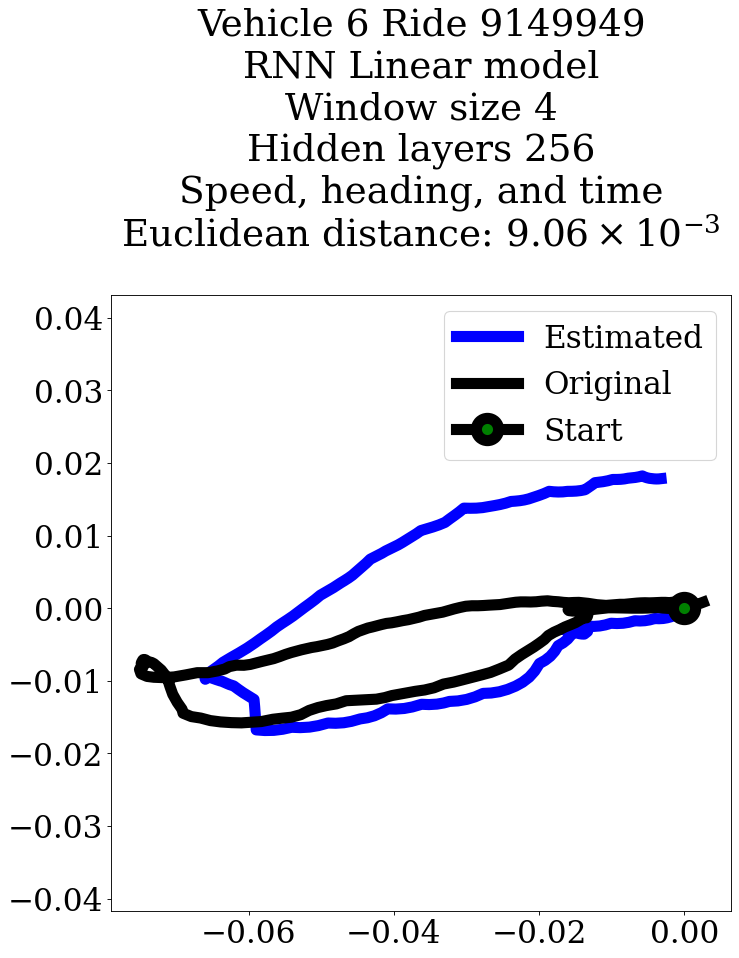 Vehicle 6 Ride 9149949
RNN Linear model
Window size 4
Hidden layers 256
Speed, heading, and time
Euclidean distance: 9.06 × 10⁻³
Estimated
Original
Start
0.04
0.03
0.02
0.01
0.00
−0.01
−0.02
−0.03
−0.04
−0.06 −0.04 −0.02 0.00